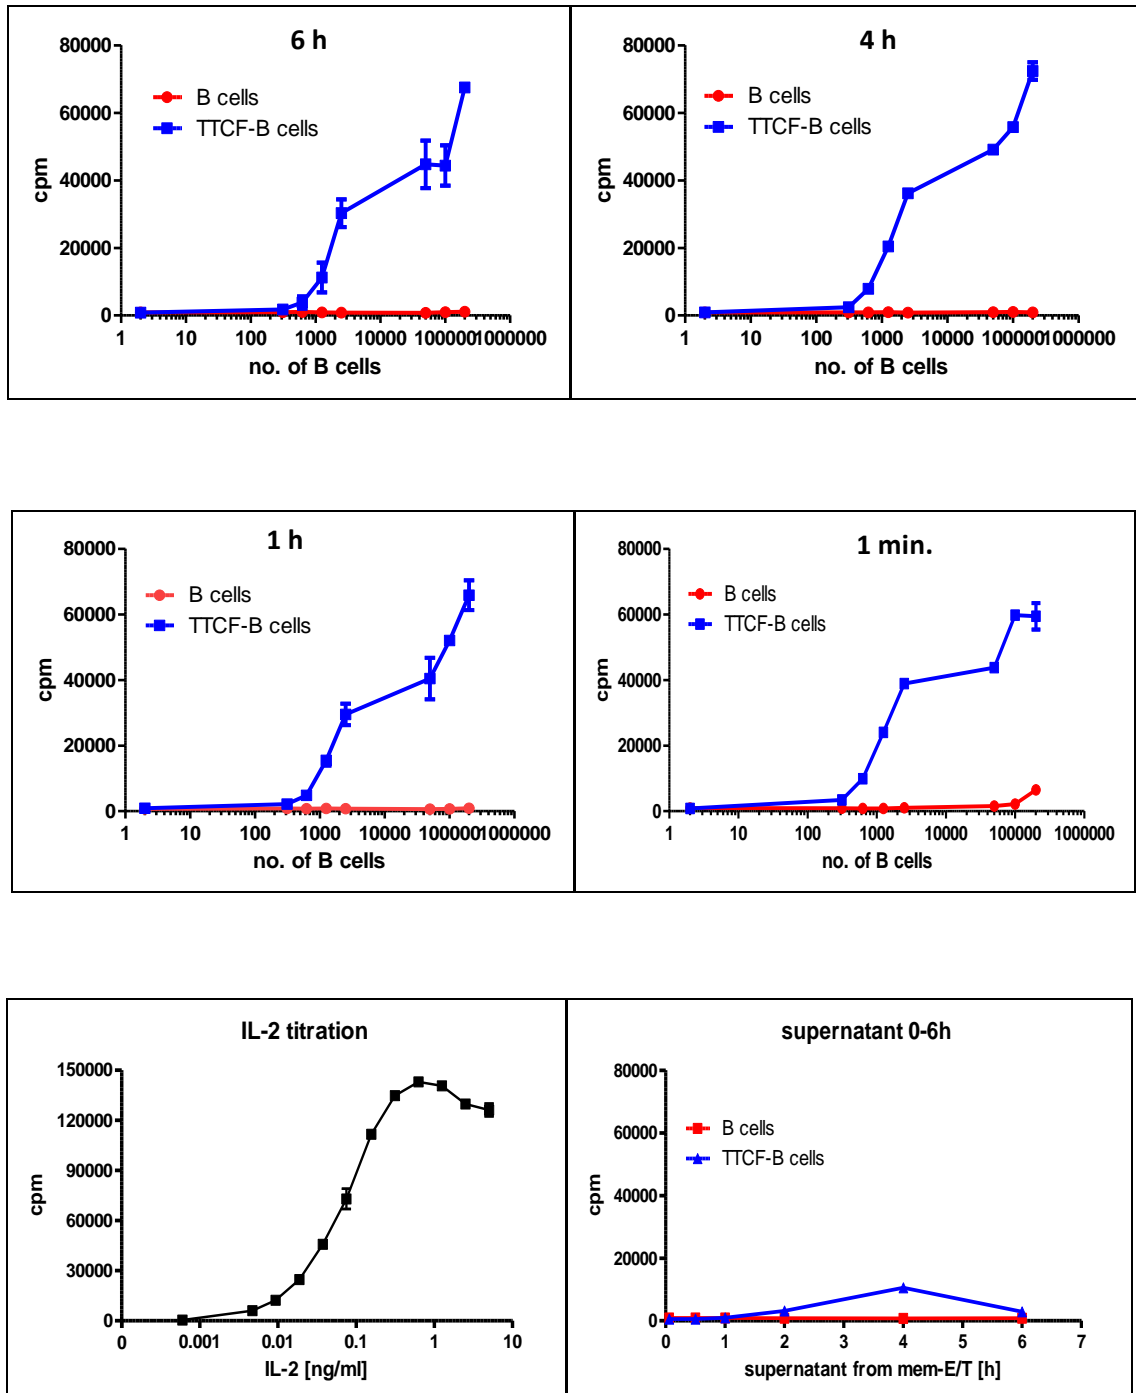 6 h
80000
60000
40000
20000
0
cpm
B cells
TTCF-B cells
1 10 100 1000 10000 100000 1000000
no. of B cells
4 h
80000
60000
40000
20000
0
cpm
B cells
TTCF-B cells
1 10 100 1000 10000 100000 1000000
no. of B cells
1 h
80000
60000
40000
20000
0
cpm
B cells
TTCF-B cells
1 10 100 1000 10000 100000 1000000
no. of B cells
1 min.
80000
60000
40000
20000
0
cpm
B cells
TTCF-B cells
1 10 100 1000 10000 100000 1000000
no. of B cells
IL-2 titration
150000
120000
90000
60000
30000
0
cpm
0 0.001 0.01 0.1 1 10
IL-2 [ng/ml]
supernatant 0-6h
80000
60000
40000
20000
0
cpm
B cells
TTCF-B cells
0 1 2 3 4 5 6 7
supernatant from mem-E/T [h]